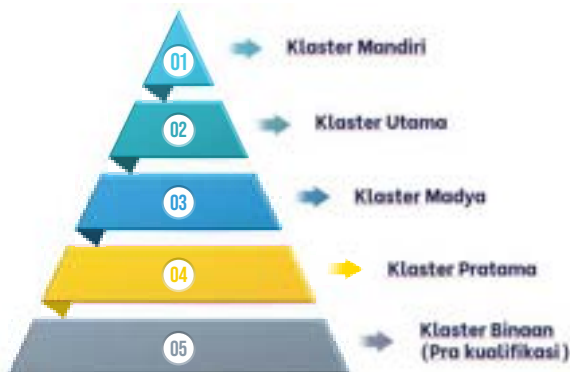 01
Klaster Mandiri
02
Klaster Utama
03
Klaster Madya
04
Klaster Pratama
05
Klaster Binaan
(Pra kualifikasi)